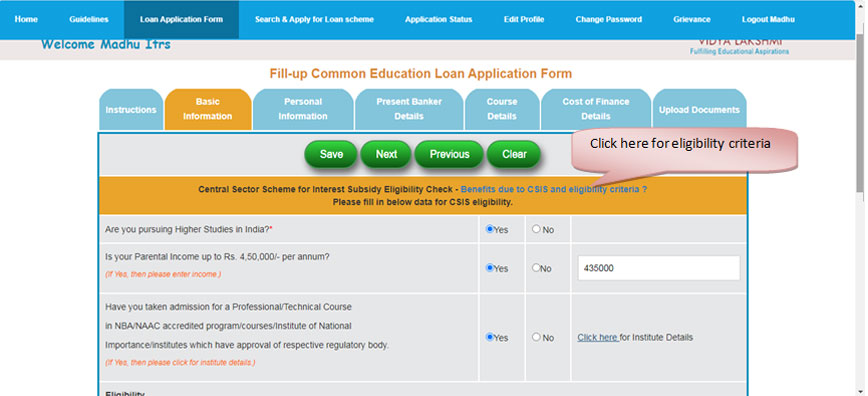 Home Guidelines Loan Application Form Search & Apply for Loan scheme Application Status Edit Profile Change Password Grievance Logout Madhu
Welcome Madhu Itrs
VIDYA LAKSHMI
Fulfilling Educational Aspirations
Fill-up Common Education Loan Application Form
Instructions
Basic
Information
Personal
Information
Present Banker
Details
Course
Details
Cost of Finance
Details
Upload Documents
Save Next Previous Clear
Click here for eligibility criteria
Central Sector Scheme for Interest Subsidy Eligibility Check - Benefits due to CSIS and eligibility criteria ?
Please fill in below data for CSIS eligibility.
Are you pursuing Higher Studies in India?* Yes No
Is your Parental Income up to Rs. 4,50,000/- per annum?
(If Yes, then please enter income.)
Yes No 435000
Have you taken admission for a Professional/Technical Course
in NBA/NAAC accredited program/courses/Institute of National
Importance/institutes which have approval of respective regulatory body.
(If Yes, then please click for institute details.)
Yes No Click here for Institute Details
Eligibility